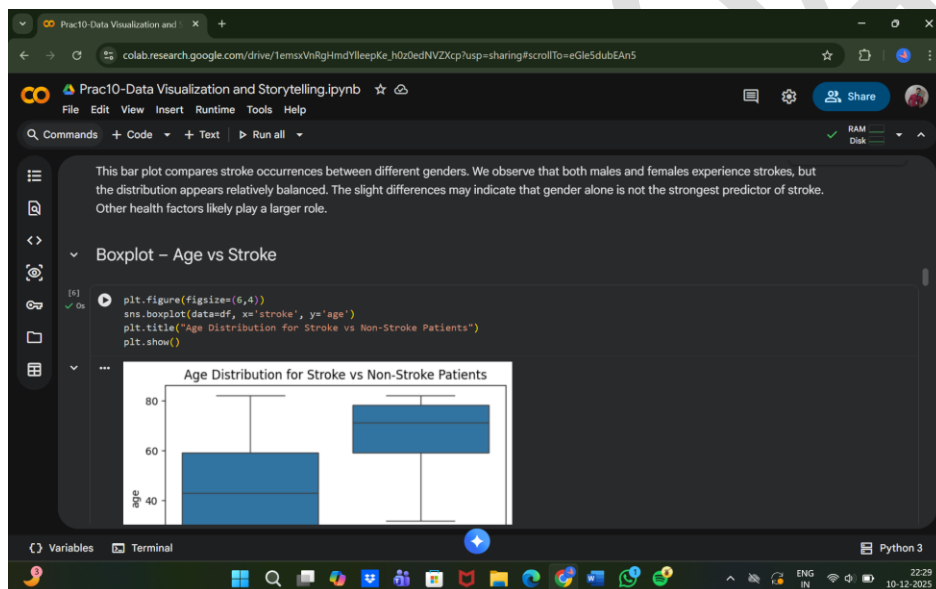 Prac10-Data Visualization and S
colab.research.google.com/drive/1emsxVnRgHmdYlleepKe_h0z0edNVZXcp?usp=sharing#scrollTo=eGle5dubEAn5
Prac10-Data Visualization and Storytelling.ipynb
Share
File Edit View Insert Runtime Tools Help
Commands + Code + Text Run all
RAM
Disk
This bar plot compares stroke occurrences between different genders. We observe that both males and females experience strokes, but
the distribution appears relatively balanced. The slight differences may indicate that gender alone is not the strongest predictor of stroke.
Other health factors likely play a larger role.
Boxplot – Age vs Stroke
[6]
0s
plt.figure(figsize=(6,4))
sns.boxplot(data=df, x='stroke', y='age')
plt.title("Age Distribution for Stroke vs Non-Stroke Patients")
plt.show()
Age Distribution for Stroke vs Non-Stroke Patients
80
60
age
40
{} Variables Terminal
Python 3
3
ENG
IN
22:29
10-12-2025